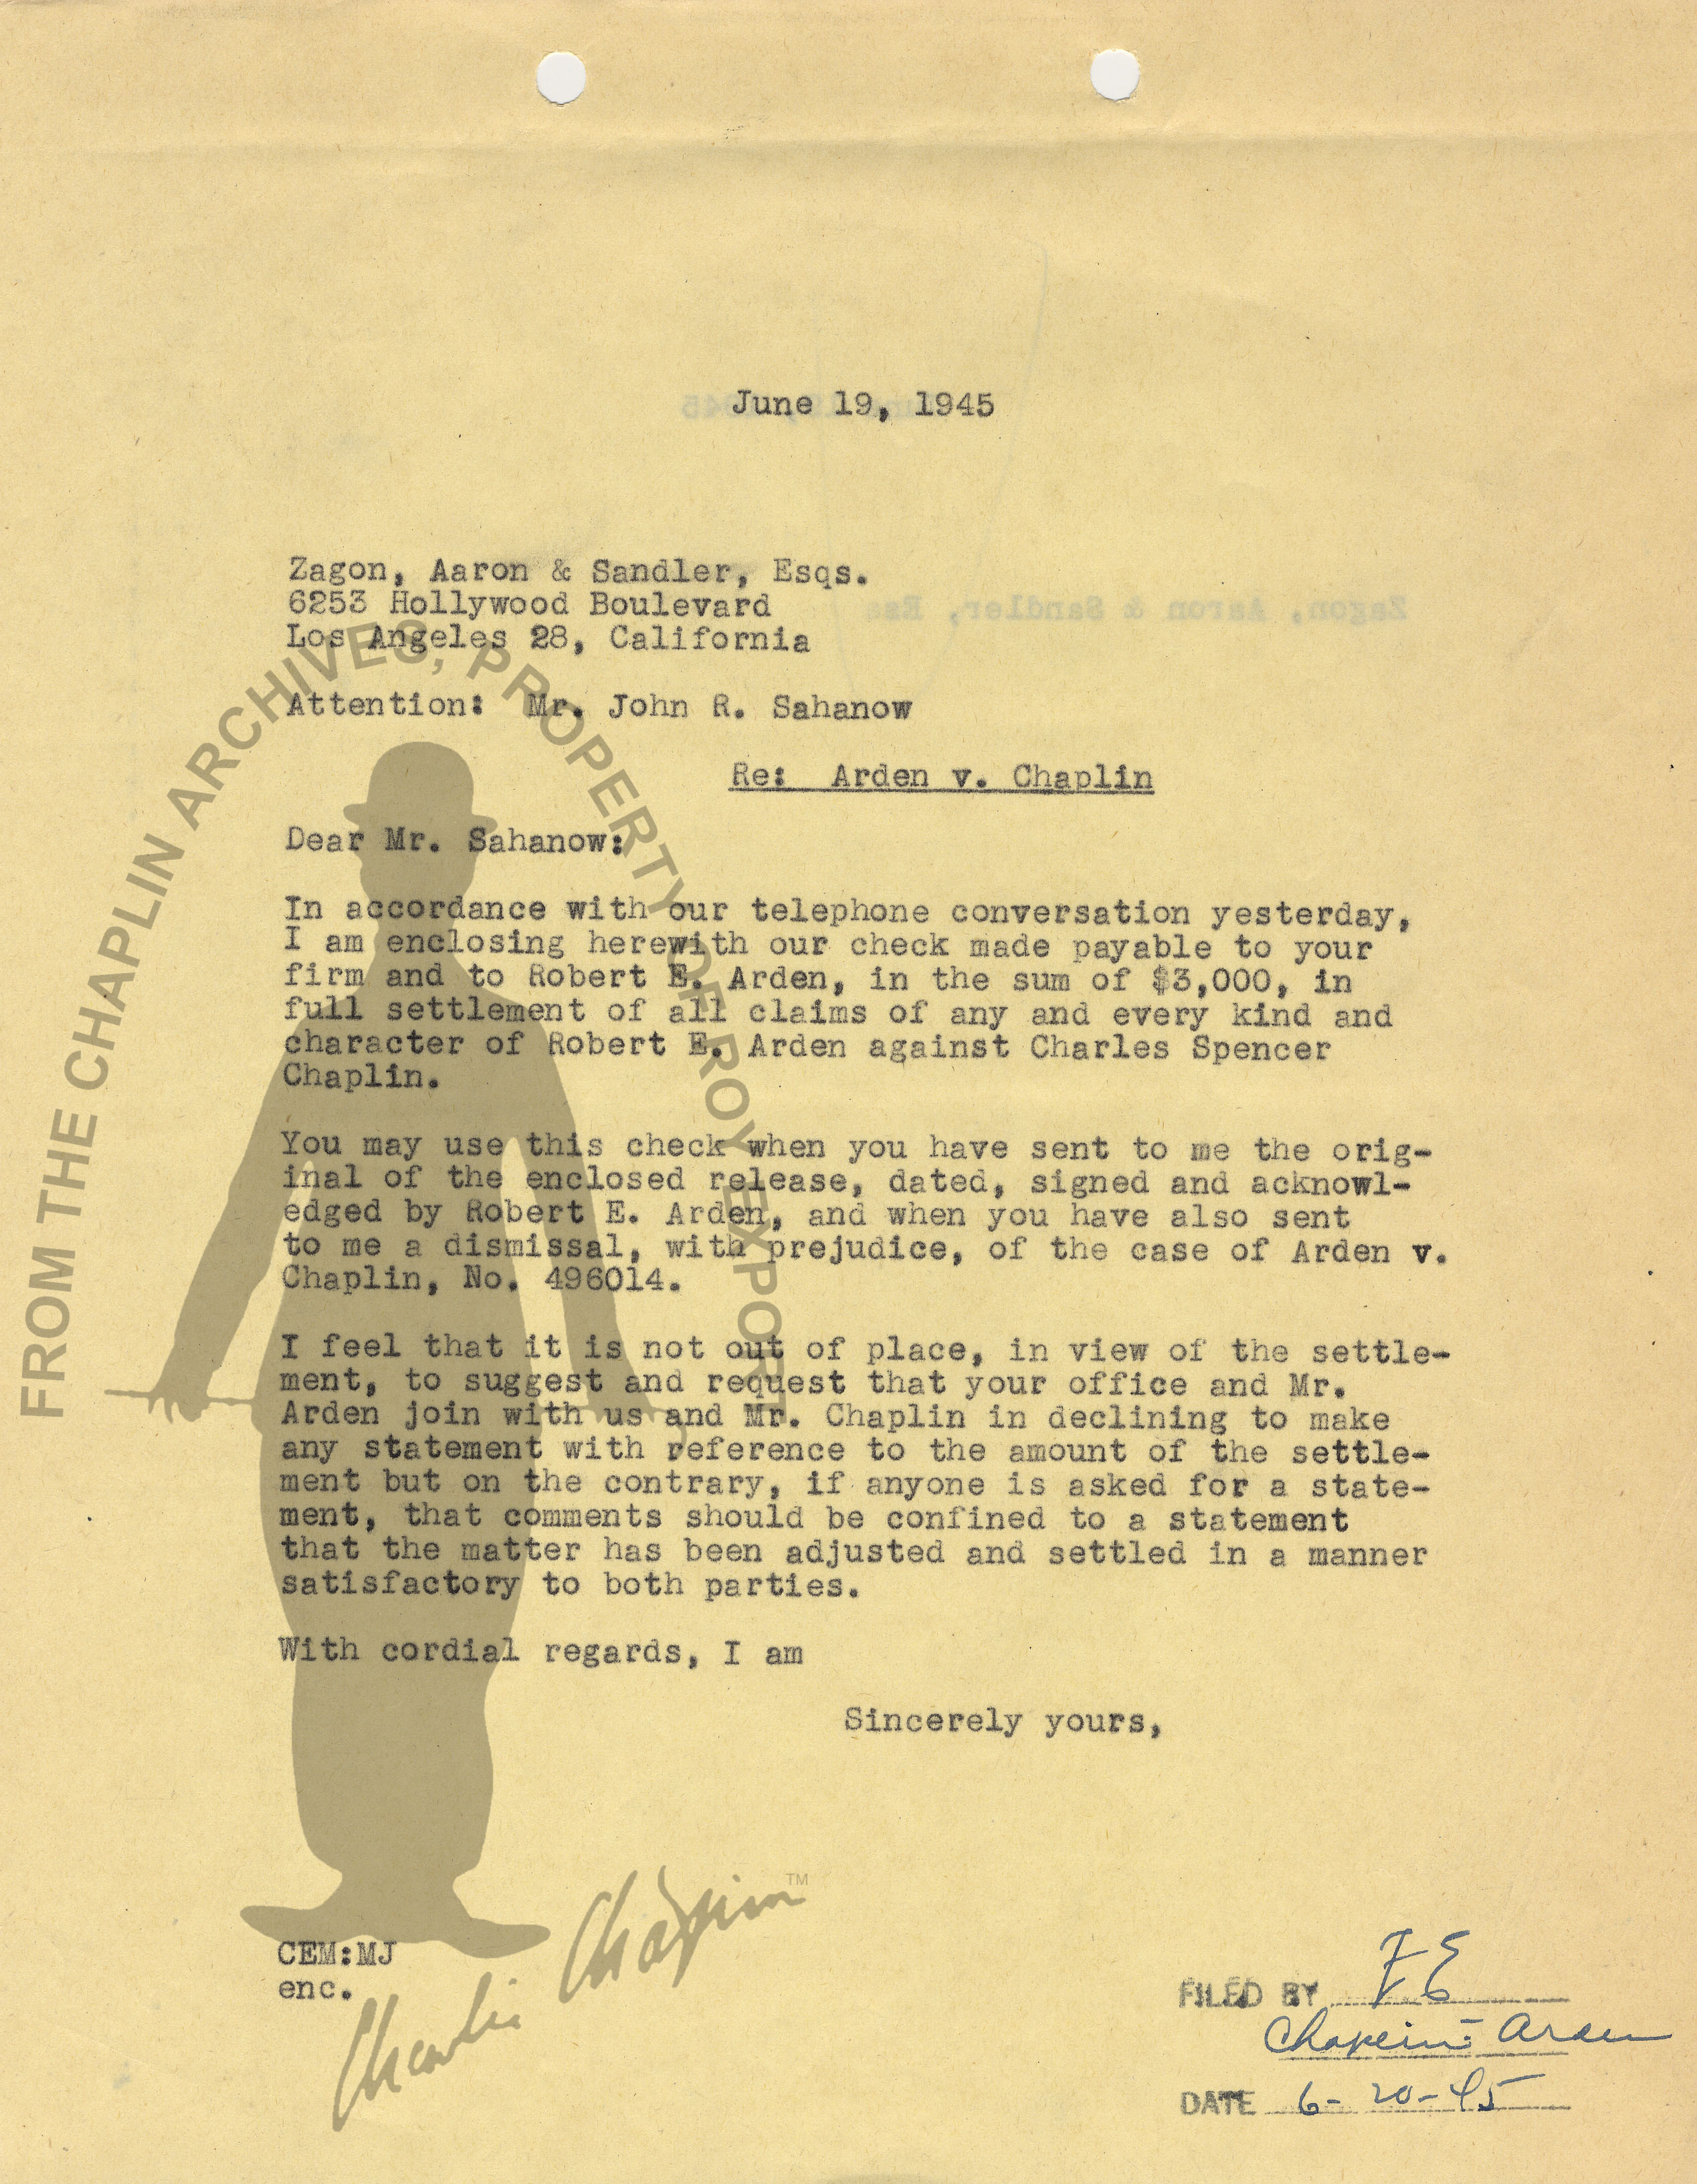 June 19, 1945
Zagon, Aaron & Sandler, Esqs.
6253 Hollywood Boulevard
Los Angeles 28, California
Attention: Mr. John R. Sahanow
Re: Arden v. Chaplin
Dear Mr. Sahanow:
In accordance with our telephone conversation yesterday,
I am enclosing herewith our check made payable to your
firm and to Robert E. Arden, in the sum of $3,000, in
full settlement of all claims of any and every kind and
character of Robert E. Arden against Charles Spencer
Chaplin.
You may use this check when you have sent to me the orig-
inal of the enclosed release, dated, signed and acknowl-
edged by Robert E. Arden, and when you have also sent
to me a dismissal, with prejudice, of the case of Arden v.
Chaplin, No. 496014.
I feel that it is not out of place, in view of the settle-
ment, to suggest and request that your office and Mr.
Arden join with us and Mr. Chaplin in declining to make
any statement with reference to the amount of the settle-
ment but on the contrary, if anyone is asked for a state-
ment, that comments should be confined to a statement
that the matter has been adjusted and settled in a manner
satisfactory to both parties.
With cordial regards, I am
Sincerely yours,
CEM:MJ
enc.
FILED BY FE
Chaplin - Arden
DATE 6-20-45
FROM THE CHAPLIN ARCHIVES, PROPERTY OF ROY EXPORT
Charlie Chaplin TM